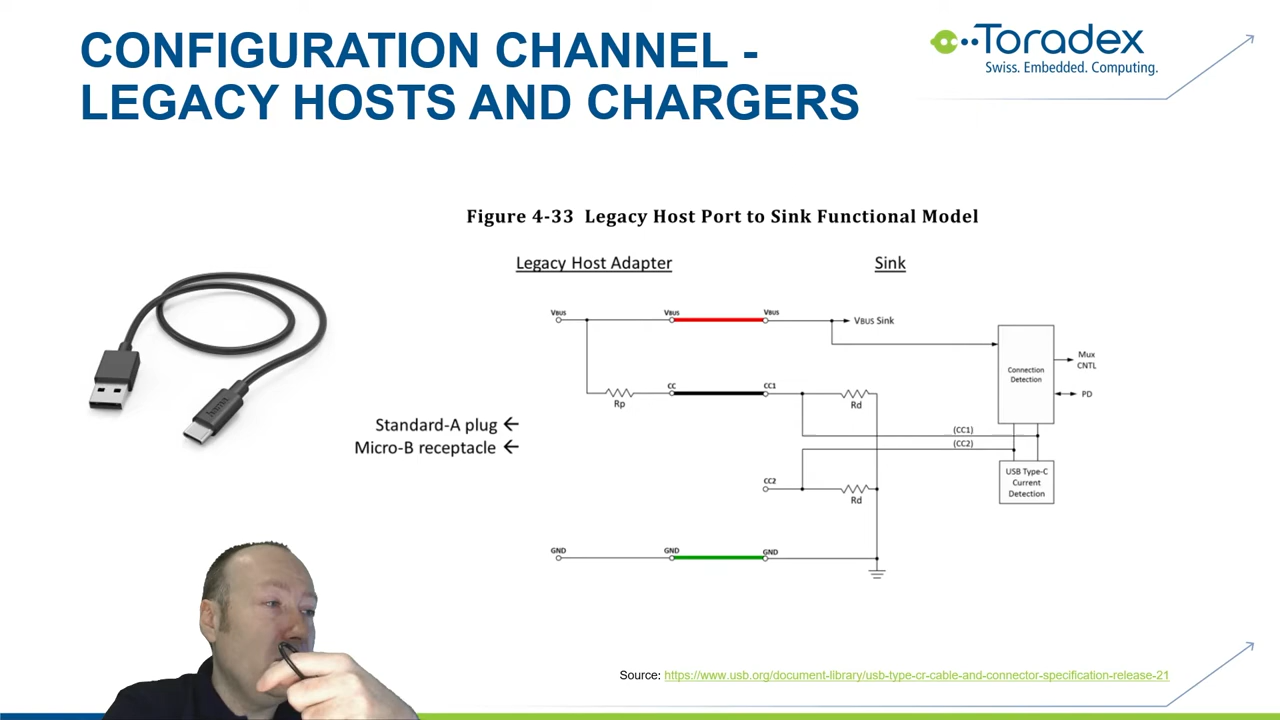 CONFIGURATION CHANNEL -
LEGACY HOSTS AND CHARGERS
Toradex
Swiss. Embedded. Computing.
Figure 4-33 Legacy Host Port to Sink Functional Model
Legacy Host Adapter
Sink
VBUS
VBUS
VBUS
VBUS Sink
Connection
Detection
Mux
CNTL
PD
Rp
CC
CC1
Rd
Standard-A plug ←
Micro-B receptacle ←
(CC1)
(CC2)
USB Type-C
Current
Detection
CC2
Rd
GND
GND
GND
hama
Source: https://www.usb.org/document-library/usb-type-cr-cable-and-connector-specification-release-21